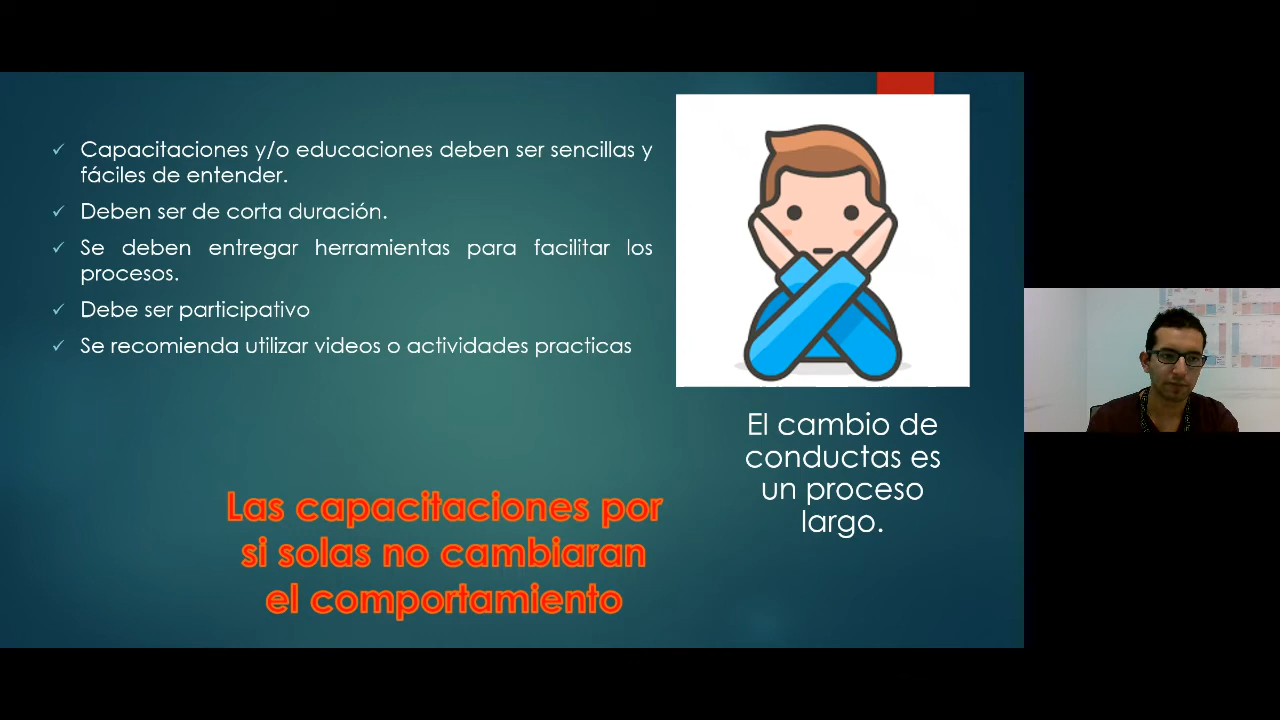 Capacitaciones y/o educaciones deben ser sencillas y
fáciles de entender.
Deben ser de corta duración.
Se deben entregar herramientas para facilitar los
procesos.
Debe ser participativo
Se recomienda utilizar videos o actividades practicas
El cambio de
conductas es
un proceso
largo.
Las capacitaciones por
si solas no cambiaran
el comportamiento